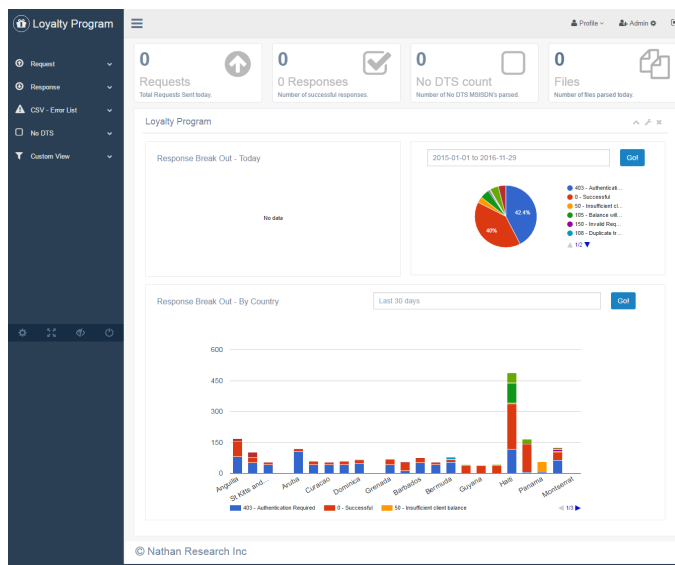 Loyalty Program
Profile
Admin
Request
Response
CSV - Error List
No DTS
Custom View
0
Requests
Total Requests Sent today.
0
0 Responses
Number of successful responses.
0
No DTS count
Number of No DTS MSISDN's parsed.
0
Files
Number of files parsed today.
Loyalty Program
Response Break Out - Today
No data
2015-01-01 to 2016-11-29
Go!
42.4%
40%
403 - Authenticati...
0 - Successful
50 - Insufficient cl...
105 - Balance will...
150 - Invalid Req...
108 - Duplicate tr...
1/2
Response Break Out - By Country
Last 30 days
Go!
600
450
300
150
0
Anguilla
St Kitts and...
Aruba
Curacao
Dominica
Grenada
Barbados
Bermuda
Guyana
Haiti
Panama
Montserrat
403 - Authentication Required
0 - Successful
50 - Insufficient client balance
1/3
© Nathan Research Inc